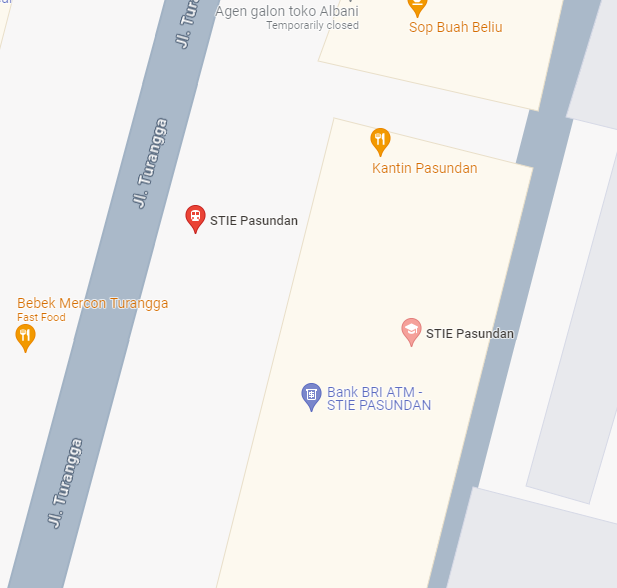 Jl. Tur
Agen galon toko Albani
Temporarily closed
Sop Buah Beliu
Jl. Turangga
Kantin Pasundan
STIE Pasundan
Bebek Mercon Turangga
Fast Food
STIE Pasundan
Bank BRI ATM -
STIE PASUNDAN
Jl. Turangga